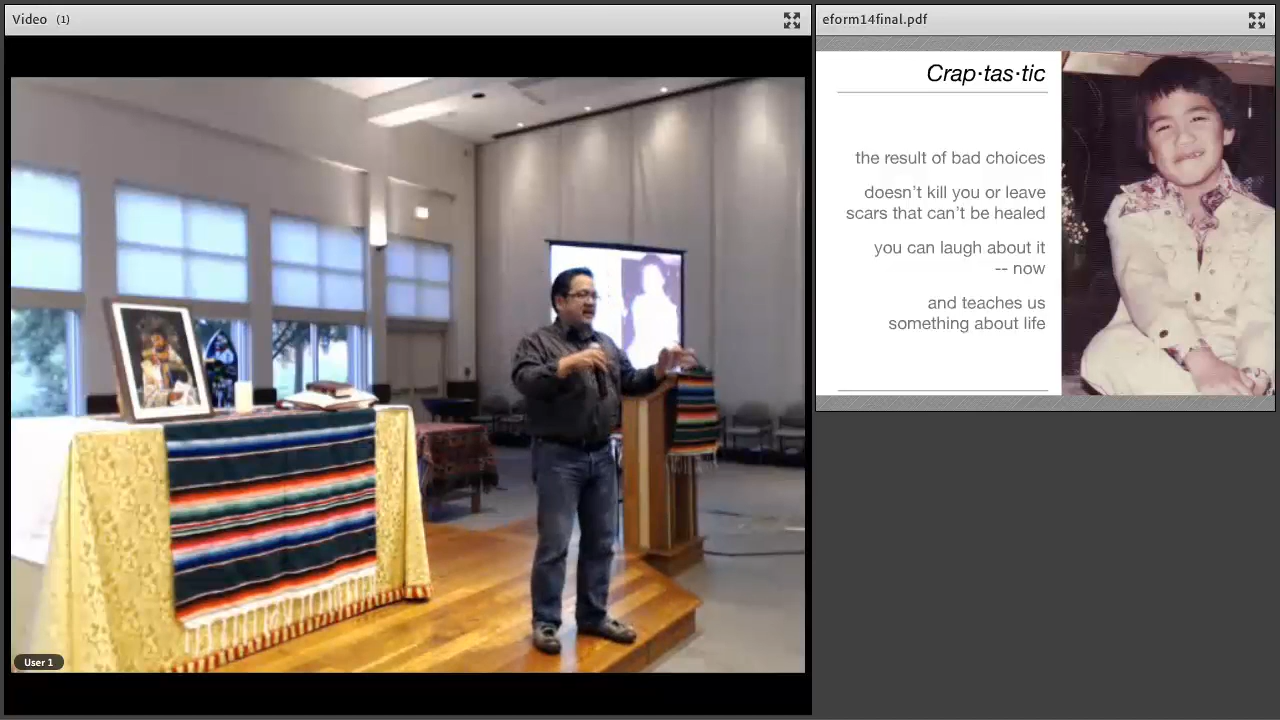 Video (1)
eform14final.pdf
Crap·tas·tic
the result of bad choices
doesn't kill you or leave
scars that can't be healed
you can laugh about it
-- now
and teaches us
something about life
User 1